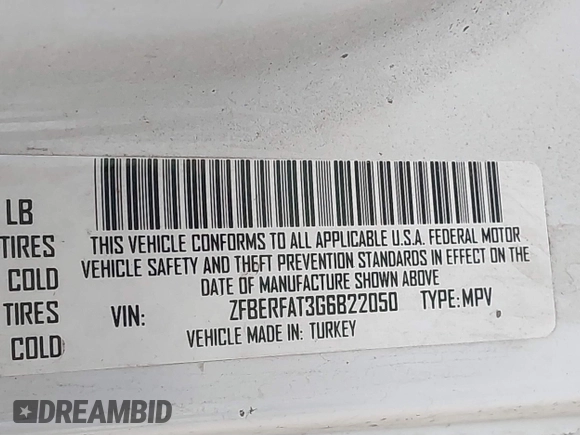 LB
TIRES
COLD
TIRES
COLD
THIS VEHICLE CONFORMS TO ALL APPLICABLE U.S.A. FEDERAL MOTOR
VEHICLE SAFETY AND THEFT PREVENTION STANDARDS IN EFFECT ON THE
DATE OF MANUFACTURE SHOWN ABOVE
VIN: ZFBERFAT3G6B22050 TYPE: MPV
VEHICLE MADE IN: TURKEY
DREAMBID